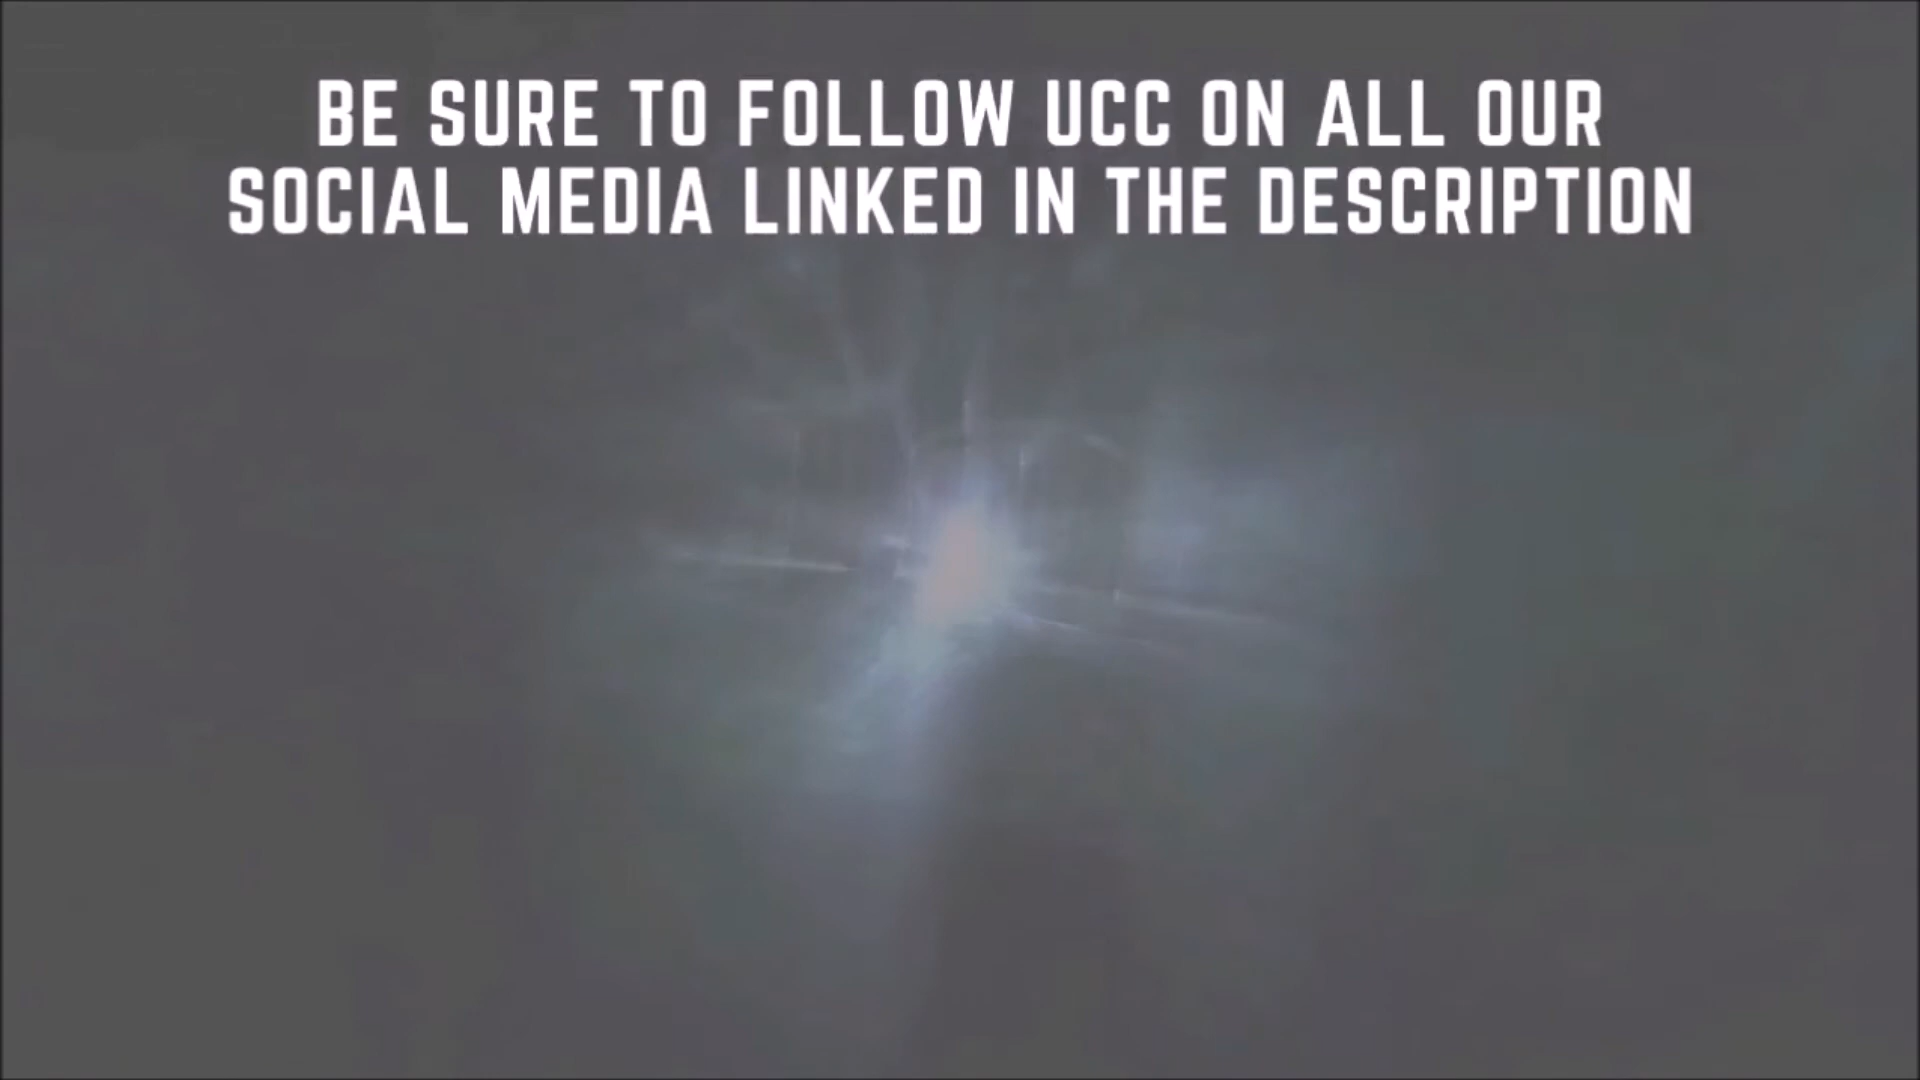 BE SURE TO FOLLOW UCC ON ALL OUR
SOCIAL MEDIA LINKED IN THE DESCRIPTION